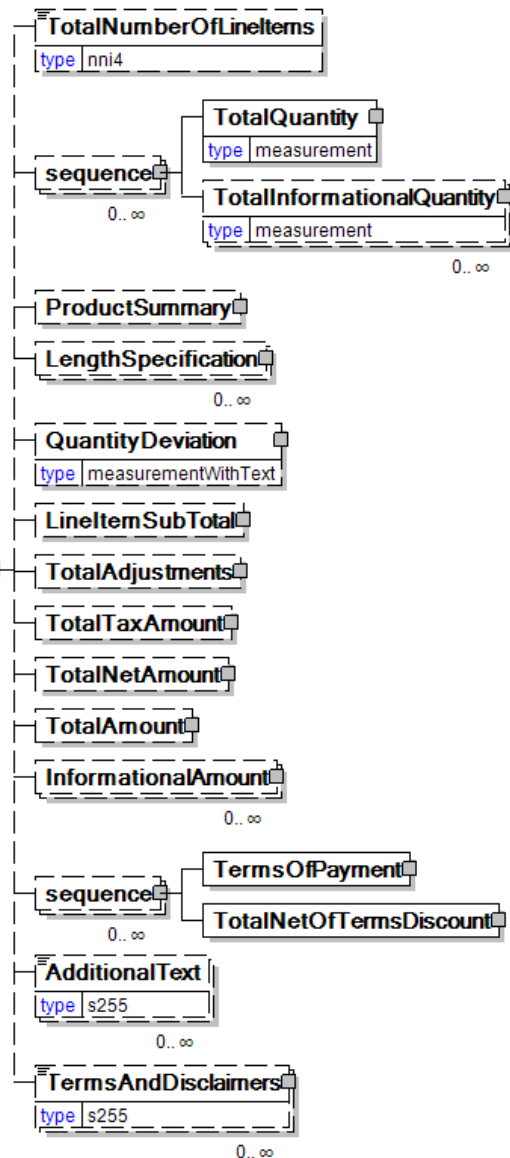 TotalNumberOfLineItems
type nni4
TotalQuantity
type measurement
sequence
0.. ∞
TotalInformationalQuantity
type measurement
0.. ∞
ProductSummary
LengthSpecification
0.. ∞
QuantityDeviation
type measurementWithText
LineItemSubTotal
TotalAdjustments
TotalTaxAmount
TotalNetAmount
TotalAmount
InformationalAmount
0.. ∞
TermsOfPayment
sequence
0.. ∞
TotalNetOfTermsDiscount
AdditionalText
type s255
0.. ∞
TermsAndDisclaimers
type s255
0.. ∞